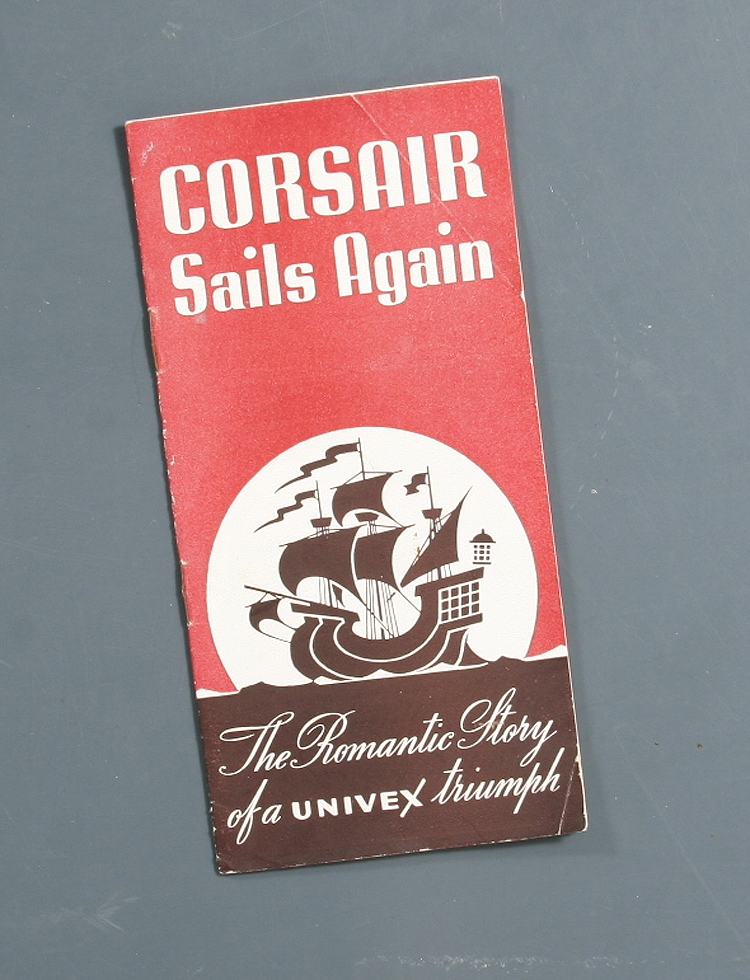 CORSAIR
Sails Again
The Romantic Story
of a UNIVEX triumph